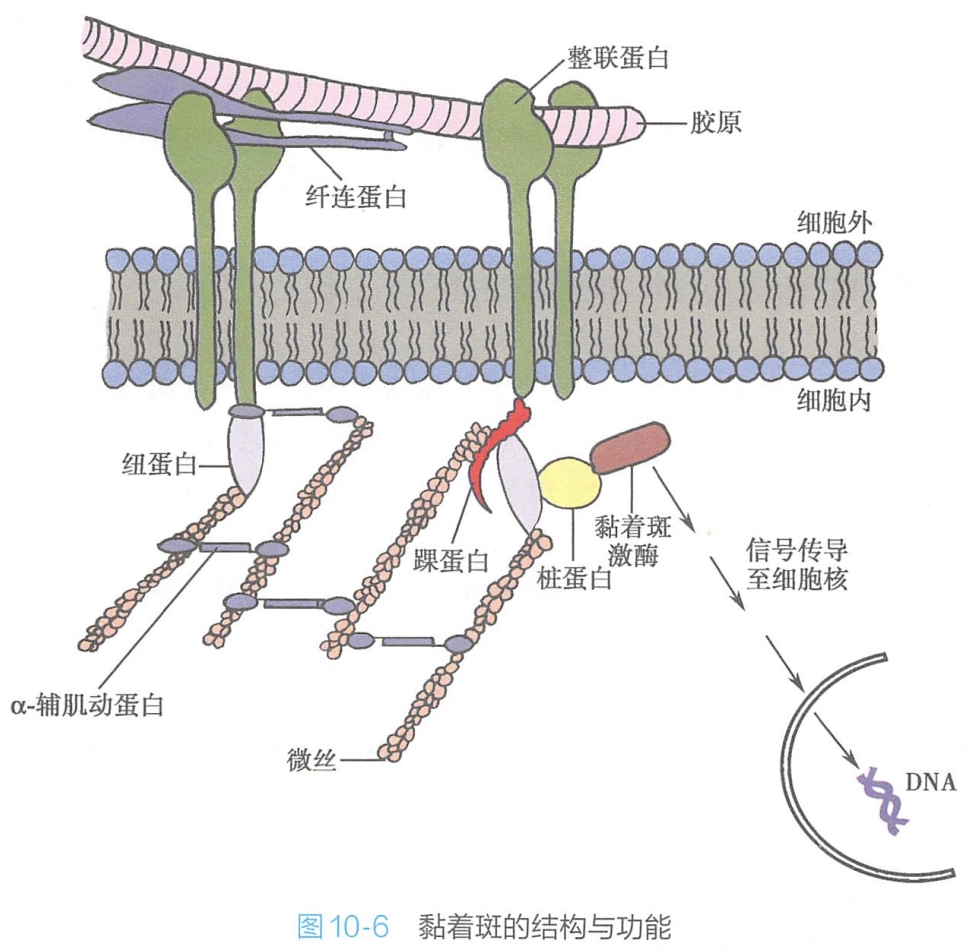 整联蛋白
胶原
纤连蛋白
细胞外
细胞内
纽蛋白
踝蛋白
桩蛋白
黏着斑
激酶
信号传导
至细胞核
α-辅肌动蛋白
微丝
DNA
图10-6 黏着斑的结构与功能